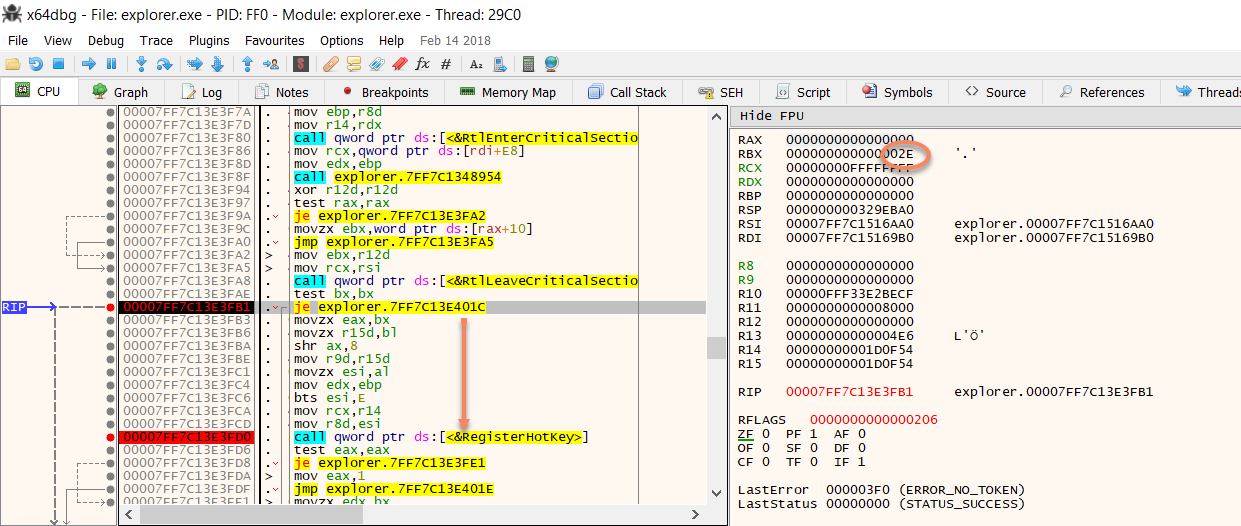 x64dbg - File: explorer.exe - PID: FF0 - Module: explorer.exe - Thread: 29C0
File View Debug Trace Plugins Favourites Options Help Feb 14 2018
CPU Graph Log Notes Breakpoints Memory Map Call Stack SEH Script Symbols Source References Threads
00007FF7C13E3F7A mov ebp,r8d
00007FF7C13E3F7D mov r14,rdx
00007FF7C13E3F80 call qword ptr ds:[<&RtlEnterCriticalSectio
00007FF7C13E3F86 mov rcx,qword ptr ds:[rdi+E8]
00007FF7C13E3F8D mov edx,ebp
00007FF7C13E3F8F call explorer.7FF7C1348954
00007FF7C13E3F94 xor r12d,r12d
00007FF7C13E3F97 test rax,rax
00007FF7C13E3F9A je explorer.7FF7C13E3FA2
00007FF7C13E3F9C movzx ebx,word ptr ds:[rax+10]
00007FF7C13E3FA0 jmp explorer.7FF7C13E3FA5
00007FF7C13E3FA2 mov ebx,r12d
00007FF7C13E3FA5 mov rcx,rsi
00007FF7C13E3FA8 call qword ptr ds:[<&RtlLeaveCriticalSectio
00007FF7C13E3FAE test bx,bx
RIP 00007FF7C13E3FB1 je explorer.7FF7C13E401C
00007FF7C13E3FB3 movzx eax,bx
00007FF7C13E3FB6 movzx r15d,bl
00007FF7C13E3FBA shr ax,8
00007FF7C13E3FBE mov r9d,r15d
00007FF7C13E3FC1 movzx esi,al
00007FF7C13E3FC4 mov edx,ebp
00007FF7C13E3FC6 bts esi,E
00007FF7C13E3FCA mov rcx,r14
00007FF7C13E3FCD mov r8d,esi
00007FF7C13E3FD0 call qword ptr ds:[<&RegisterHotKey>]
00007FF7C13E3FD6 test eax,eax
00007FF7C13E3FD8 je explorer.7FF7C13E3FE1
00007FF7C13E3FDA mov eax,1
00007FF7C13E3FDF jmp explorer.7FF7C13E401E
00007FF7C13E3FE1 movzx edx,bx
Hide FPU
RAX 0000000000000000
RBX 000000000000002E '.'
RCX 00000000FFFFFFFF
RDX 0000000000000000
RBP 0000000000000000
RSP 000000000329EBA0
RSI 00007FF7C1516AA0 explorer.00007FF7C1516AA0
RDI 00007FF7C15169B0 explorer.00007FF7C15169B0
R8 0000000000000000
R9 0000000000000000
R10 00000FFF33E2BECF
R11 0000000000008000
R12 0000000000000000
R13 00000000000004E6 L'Ӧ'
R14 00000000001D0F54
R15 00000000001D0F54
RIP 00007FF7C13E3FB1 explorer.00007FF7C13E3FB1
RFLAGS 0000000000000206
ZF 0 PF 1 AF 0
OF 0 SF 0 DF 0
CF 0 TF 0 IF 1
LastError 000003F0 (ERROR_NO_TOKEN)
LastStatus 00000000 (STATUS_SUCCESS)